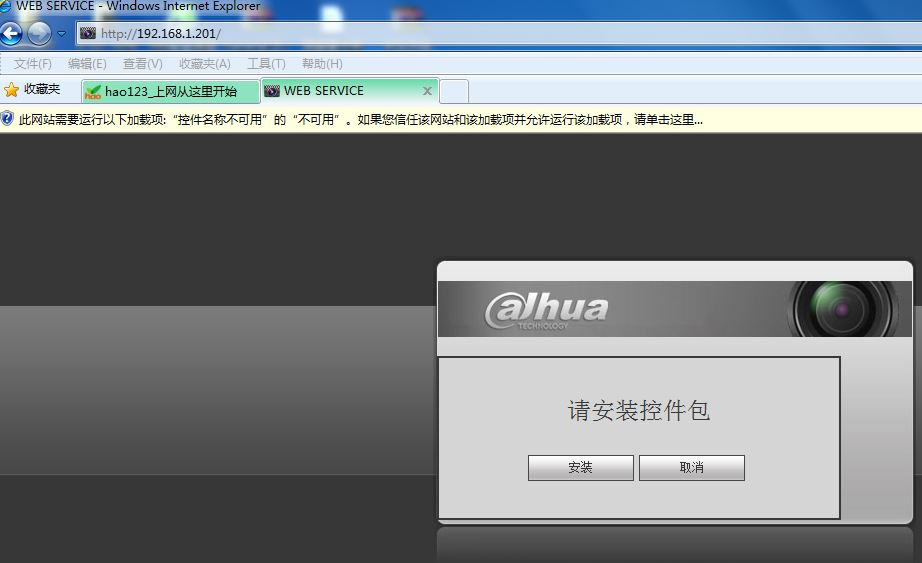 WEB SERVICE - Windows Internet Explorer
http://192.168.1.201/
文件(F) 编辑(E) 查看(V) 收藏夹(A) 工具(T) 帮助(H)
收藏夹 hao123_上网从这里开始 WEB SERVICE
此网站需要运行以下加载项:“控件名称不可用”的“不可用”。如果您信任该网站和该加载项并允许运行该加载项，请单击这里...
alhua
TECHNOLOGY
请安装控件包
安装 取消